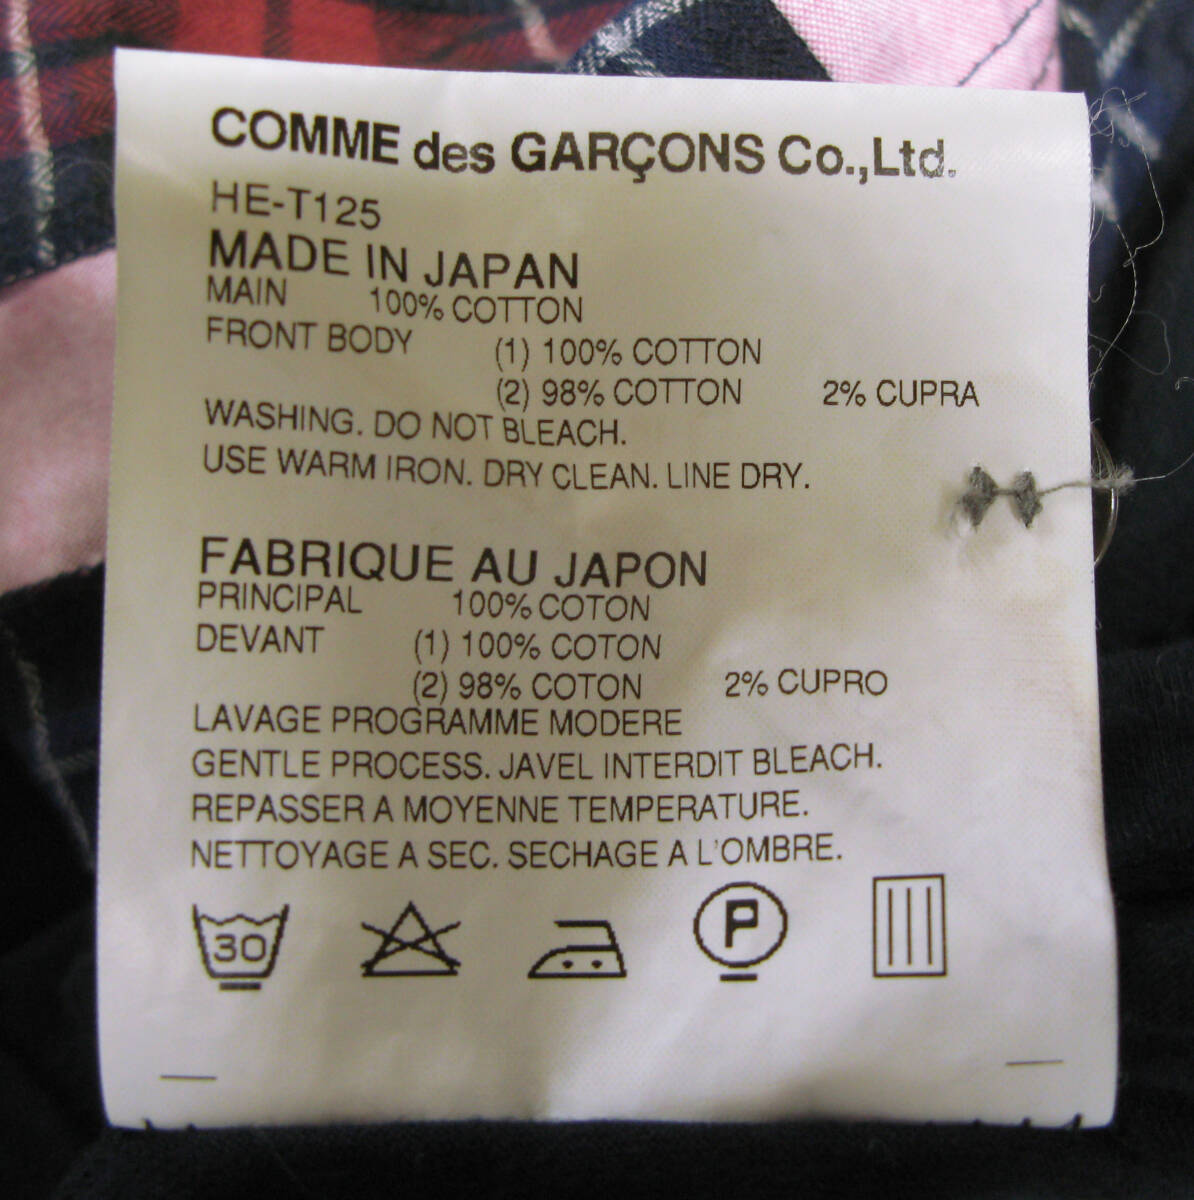 COMME des GARÇONS Co.,Ltd.
HE-T125
MADE IN JAPAN
MAIN 100% COTTON
FRONT BODY (1) 100% COTTON
(2) 98% COTTON 2% CUPRA
WASHING. DO NOT BLEACH.
USE WARM IRON. DRY CLEAN. LINE DRY.
FABRIQUE AU JAPON
PRINCIPAL 100% COTON
DEVANT (1) 100% COTON
(2) 98% COTON 2% CUPRO
LAVAGE PROGRAMME MODERE
GENTLE PROCESS. JAVEL INTERDIT BLEACH.
REPASSER A MOYENNE TEMPERATURE.
NETTOYAGE A SEC. SECHAGE A L'OMBRE.
30 P